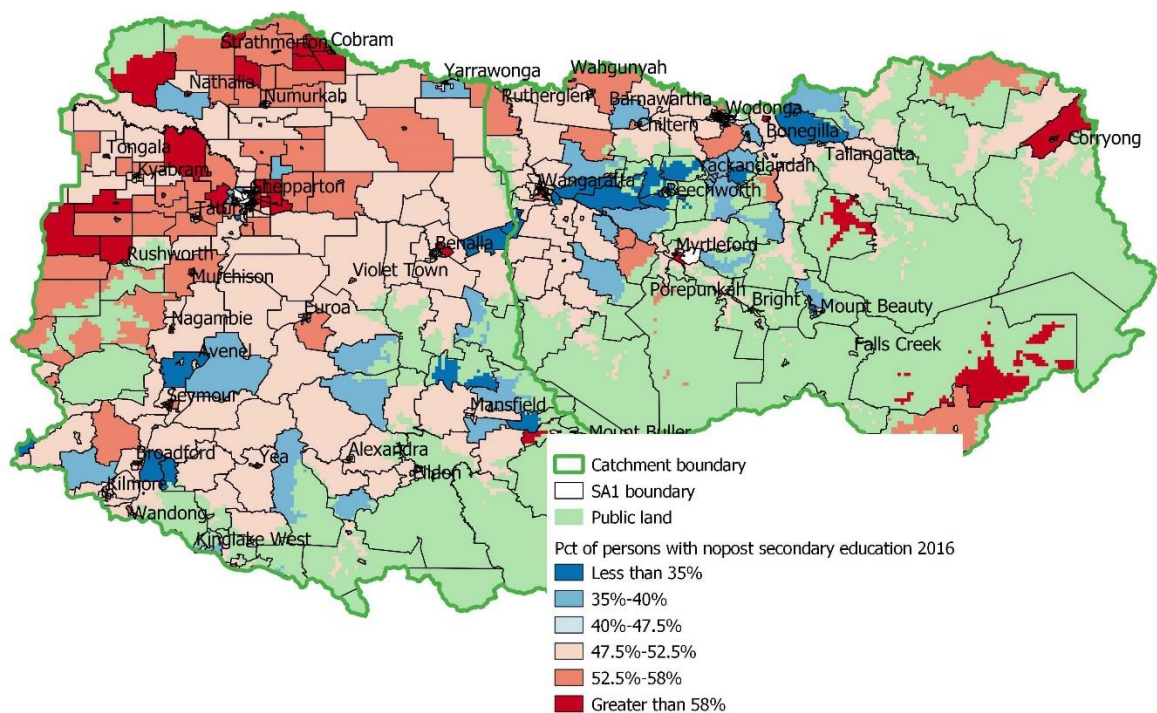 Strathmerton
Cobram
Yarrawonga
Wahgunyah
Nathalia
Numurkah
Rutherglen
Barnawartha
Wodonga
Chiltern
Bonegilla
Corryong
Tongala
Tallangatta
Kyabram
Yackandandah
Shepparton
Wangaratta
Beechworth
Tatura
Rushworth
Benalla
Myrtleford
Murchison
Violet Town
Porepunkah
Bright
Mount Beauty
Nagambie
Euroa
Falls Creek
Avenel
Seymour
Mansfield
Mount Buller
Broadford
Yea
Alexandra
Eildon
Kilmore
Wandong
Kinglake West
Catchment boundary
SA1 boundary
Public land
Pct of persons with nopost secondary education 2016
Less than 35%
35%-40%
40%-47.5%
47.5%-52.5%
52.5%-58%
Greater than 58%